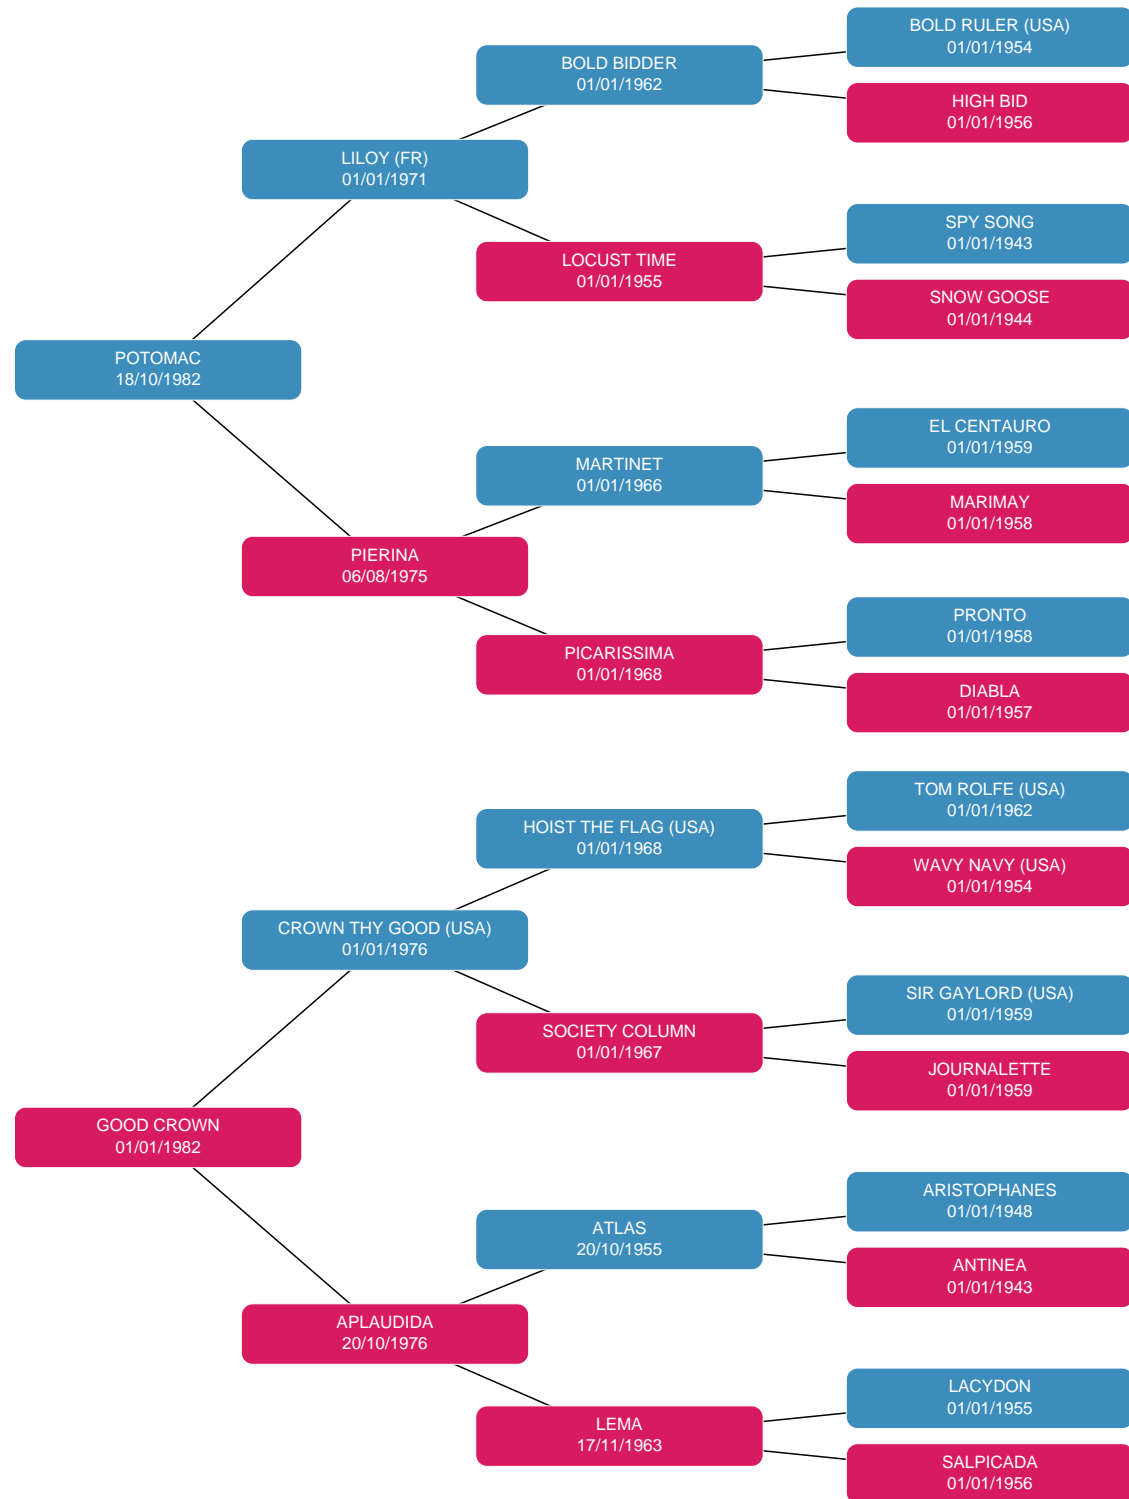 BOLD RULER (USA)
01/01/1954
BOLD BIDDER
01/01/1962
HIGH BID
01/01/1956
LILOY (FR)
01/01/1971
SPY SONG
01/01/1943
LOCUST TIME
01/01/1955
SNOW GOOSE
01/01/1944
POTOMAC
18/10/1982
EL CENTAURO
01/01/1959
MARTINET
01/01/1966
MARIMAY
01/01/1958
PIERINA
06/08/1975
PRONTO
01/01/1958
PICARISSIMA
01/01/1968
DIABLA
01/01/1957
TOM ROLFE (USA)
01/01/1962
HOIST THE FLAG (USA)
01/01/1968
WAVY NAVY (USA)
01/01/1954
CROWN THY GOOD (USA)
01/01/1976
SIR GAYLORD (USA)
01/01/1959
SOCIETY COLUMN
01/01/1967
JOURNALETTE
01/01/1959
GOOD CROWN
01/01/1982
ARISTOPHANES
01/01/1948
ATLAS
20/10/1955
ANTINEA
01/01/1943
APLAUDIDA
20/10/1976
LACYDON
01/01/1955
LEMA
17/11/1963
SALPICADA
01/01/1956